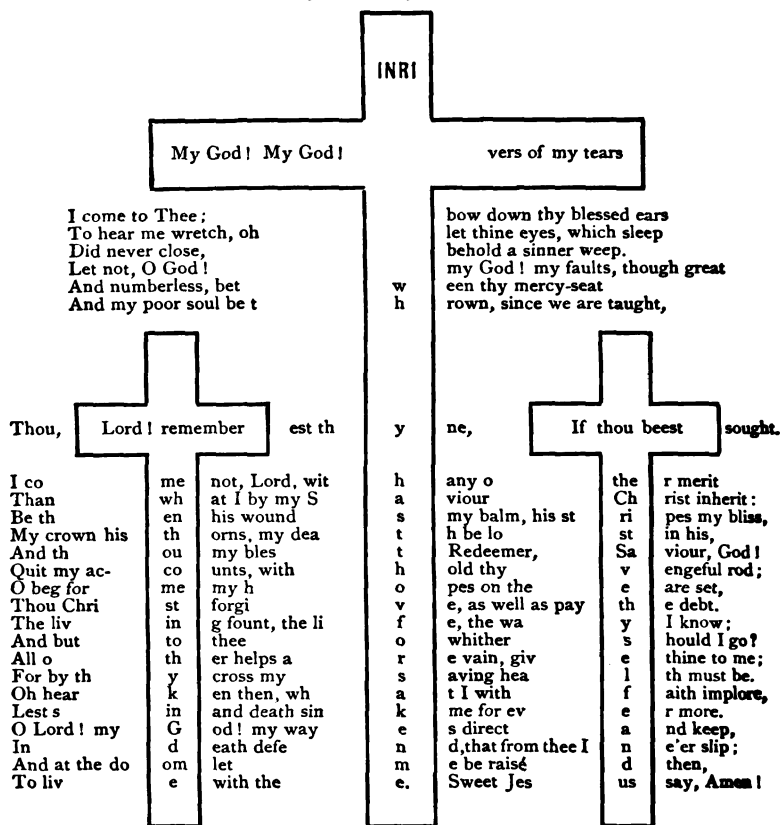 INRI
My God! My God! vers of my tears
I come to Thee; bow down thy blessed ears
To hear me wretch, oh let thine eyes, which sleep
Did never close, behold a sinner weep.
Let not, O God! my God! my faults, though great
And numberless, bet w een thy mercy-seat
And my poor soul be t h rown, since we are taught,
Thou, Lord! remember est th y ne, If thou beest sought.
I co me not, Lord, wit h any o the r merit
Than wh at I by my S a viour Ch rist inherit:
Be th en his wound s my balm, his st ri pes my bliss,
My crown his th orns, my dea t h be lo st in his,
And th ou my bles t Redeemer, Sa viour, God!
Quit my ac- co unts, with h old thy v engeful rod;
O beg for me my h o pes on the e are set,
Thou Chri st forgi v e, as well as pay th e debt.
The liv in g fount, the li f e, the wa y I know;
And but to thee o whither s hould I go?
All o th er helps a r e vain, giv e thine to me;
For by th y cross my s aving hea l th must be.
Oh hear k en then, wh a t I with f aith implore,
Lest s in and death sin k me for ev e r more.
O Lord! my G od! my way e s direct a nd keep,
In d eath defe n d,that from thee I n e'er slip;
And at the do om let m e be raisé d then,
To liv e with the e. Sweet Jes us say, Amen!